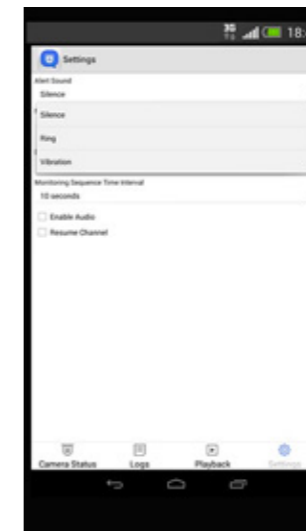 3G 18:
Settings
Alert Sound
Silence
Silence
Ring
Vibration
Monitoring Sequence Time Interval
10 seconds
Enable Audio
Resume Channel
Camera Status Logs Playback Settings